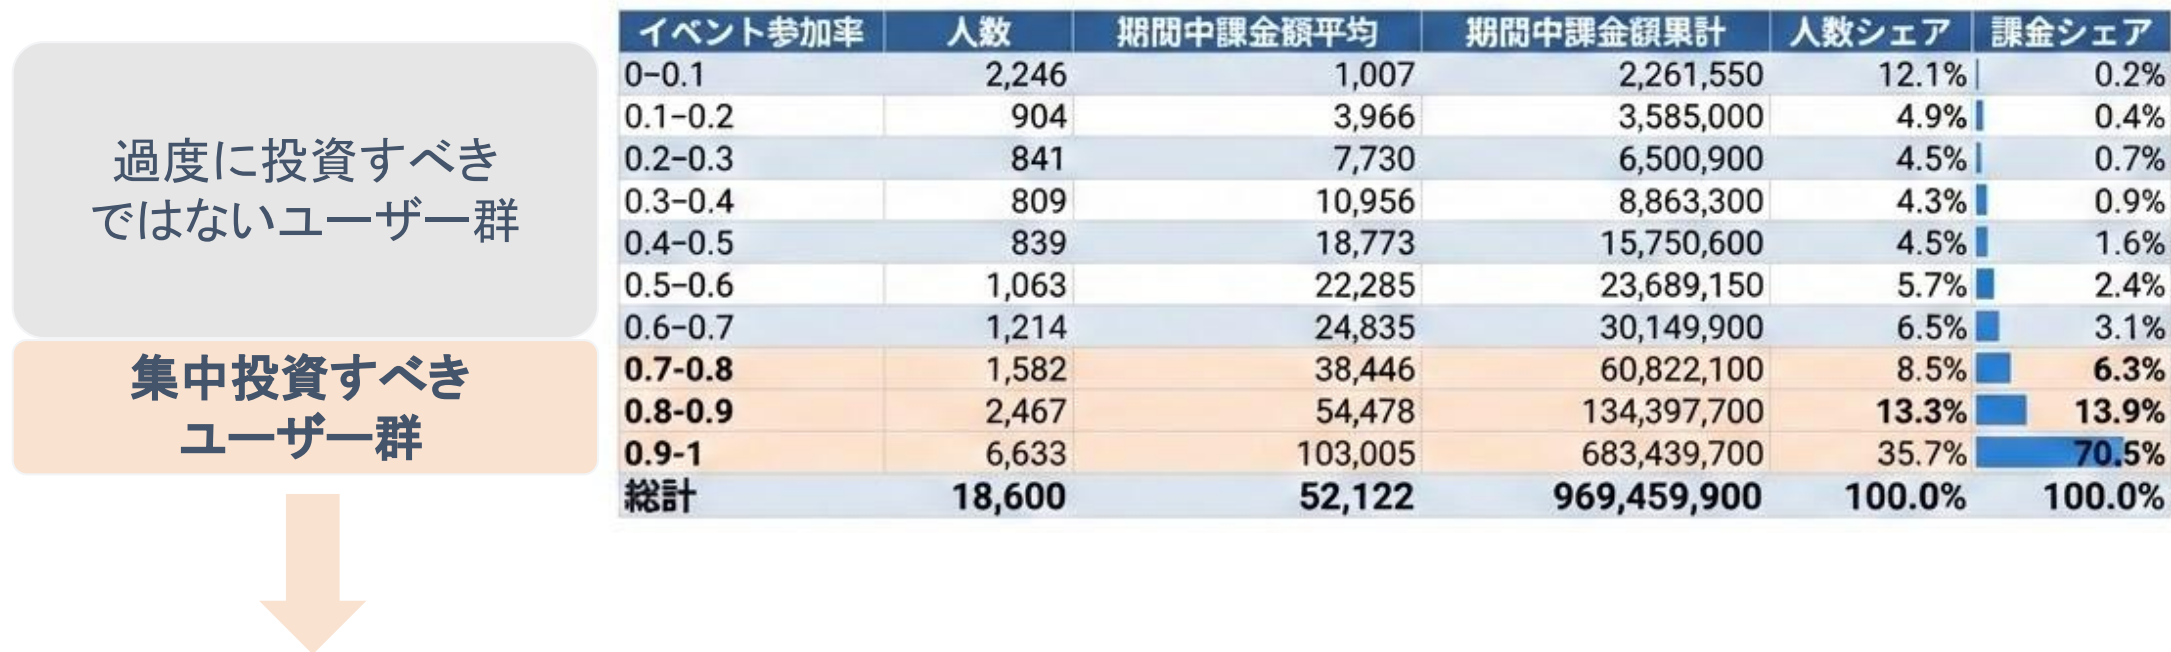 過度に投資すべき
ではないユーザー群
集中投資すべき
ユーザー群
イベント参加率 人数 期間中課金額平均 期間中課金額累計 人数シェア 課金シェア
0-0.1 2,246 1,007 2,261,550 12.1% 0.2%
0.1-0.2 904 3,966 3,585,000 4.9% 0.4%
0.2-0.3 841 7,730 6,500,900 4.5% 0.7%
0.3-0.4 809 10,956 8,863,300 4.3% 0.9%
0.4-0.5 839 18,773 15,750,600 4.5% 1.6%
0.5-0.6 1,063 22,285 23,689,150 5.7% 2.4%
0.6-0.7 1,214 24,835 30,149,900 6.5% 3.1%
0.7-0.8 1,582 38,446 60,822,100 8.5% 6.3%
0.8-0.9 2,467 54,478 134,397,700 13.3% 13.9%
0.9-1 6,633 103,005 683,439,700 35.7% 70.5%
総計 18,600 52,122 969,459,900 100.0% 100.0%